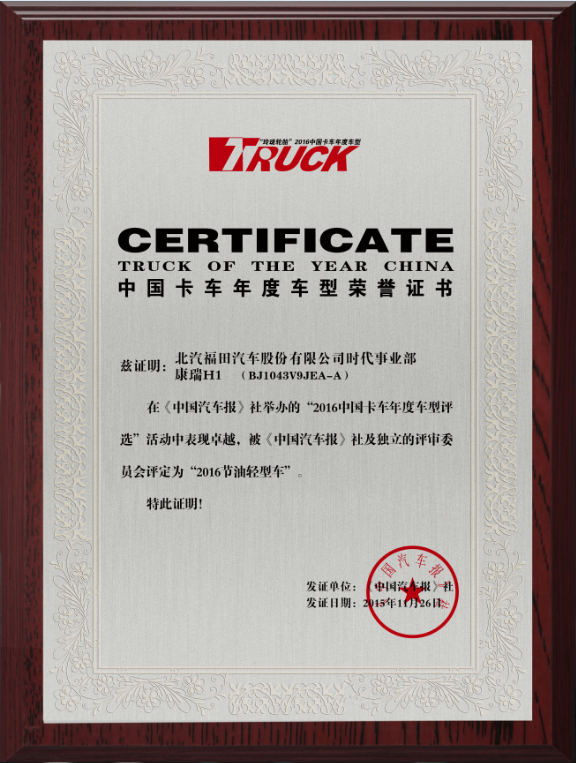 “玲珑轮胎”2016中国卡车年度车型
TRUCK
CERTIFICATE
TRUCK OF THE YEAR CHINA
中国卡车年度车型荣誉证书
兹证明：北汽福田汽车股份有限公司时代事业部
康瑞H1 （BJ1043V9JEA-A）
在《中国汽车报》社举办的“2016中国卡车年度车型评
选”活动中表现卓越，被《中国汽车报》社及独立的评审委
员会评定为“2016节油轻型车”。
特此证明！
发证单位：《中国汽车报》社
发证日期：2015年11月26日
中国汽车报社